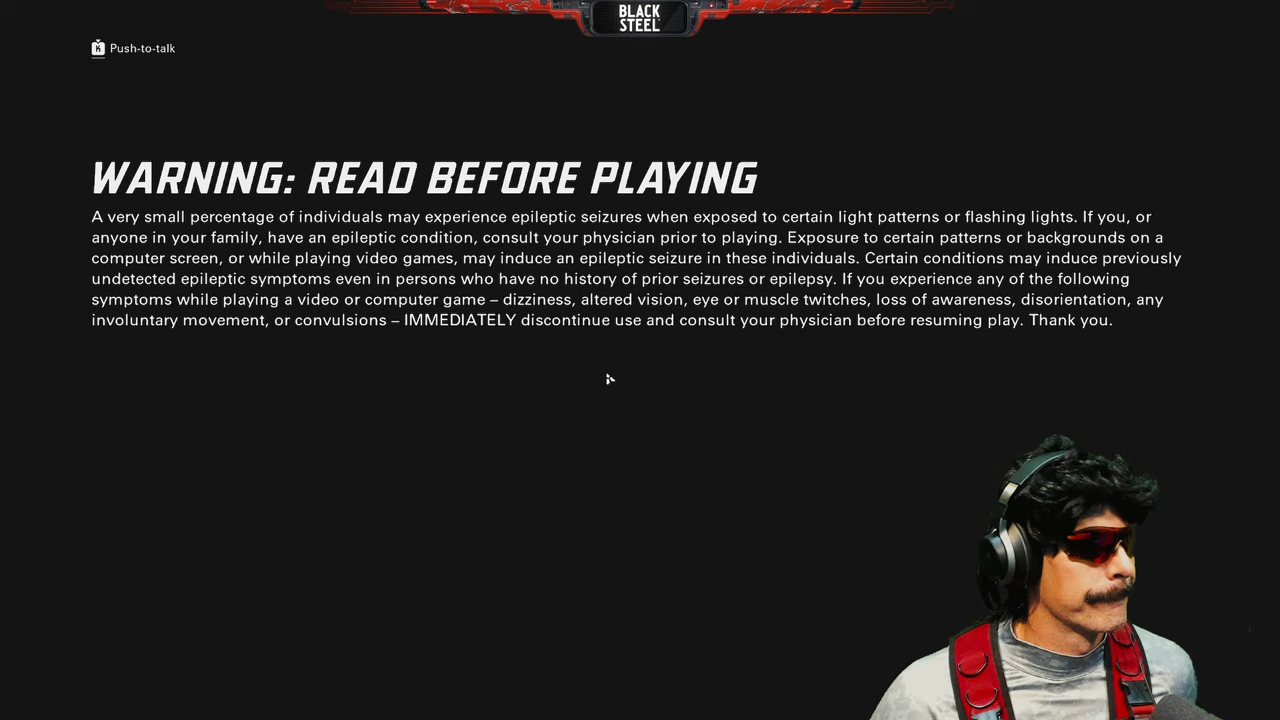 BLACK
STEEL
K
Push-to-talk
WARNING: READ BEFORE PLAYING
A very small percentage of individuals may experience epileptic seizures when exposed to certain light patterns or flashing lights. If you, or
anyone in your family, have an epileptic condition, consult your physician prior to playing. Exposure to certain patterns or backgrounds on a
computer screen, or while playing video games, may induce an epileptic seizure in these individuals. Certain conditions may induce previously
undetected epileptic symptoms even in persons who have no history of prior seizures or epilepsy. If you experience any of the following
symptoms while playing a video or computer game – dizziness, altered vision, eye or muscle twitches, loss of awareness, disorientation, any
involuntary movement, or convulsions – IMMEDIATELY discontinue use and consult your physician before resuming play. Thank you.